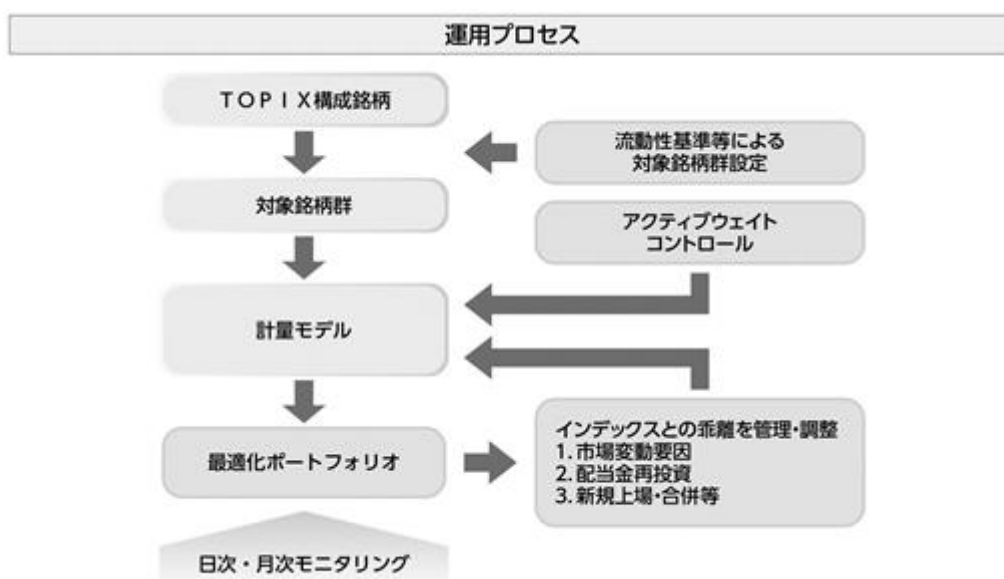 運用プロセス
TOPIX構成銘柄
流動性基準等による
対象銘柄群設定
対象銘柄群
アクティブウェイト
コントロール
計量モデル
最適化ポートフォリオ
インデックスとの乖離を管理・調整
1.市場変動要因
2.配当金再投資
3.新規上場・合併等
日次・月次モニタリング